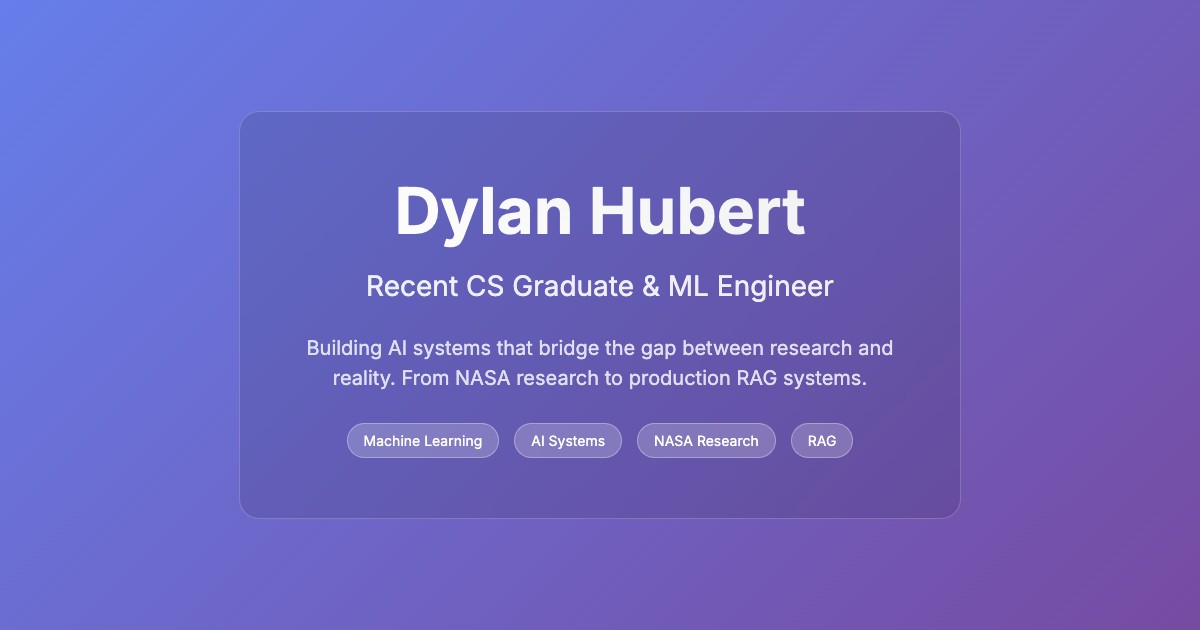 Dylan Hubert
Recent CS Graduate & ML Engineer
Building AI systems that bridge the gap between research and
reality. From NASA research to production RAG systems.
Machine Learning
AI Systems
NASA Research
RAG